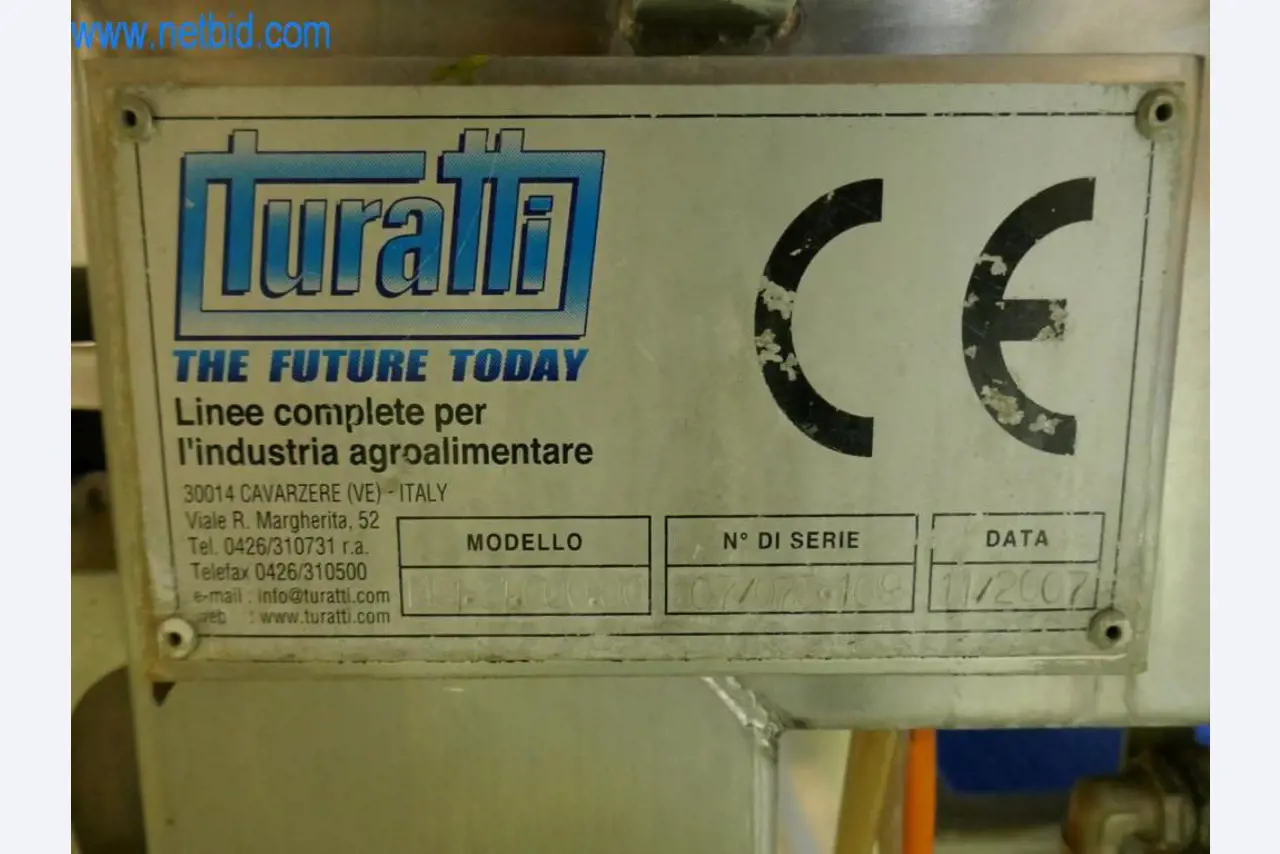 www.netbid.com
turatti
THE FUTURE TODAY
Linee complete per
l'industria agroalimentare
30014 CAVARZERE (VE) - ITALY
Viale R. Margherita, 52
Tel. 0426/310731 r.a.
Telefax 0426/310500
e-mail : info@turatti.com
web : www.turatti.com
CE
MODELLO
N° DI SERIE
DATA
11/2007